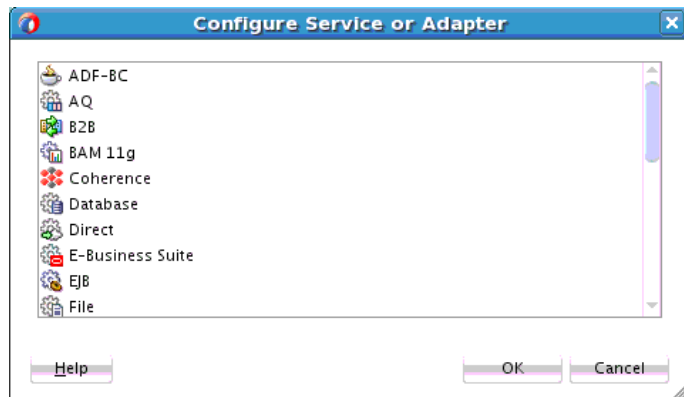 Configure Service or Adapter
ADF-BC
AQ
B2B
BAM 11g
Coherence
Database
Direct
E-Business Suite
EJB
File
Help
OK
Cancel